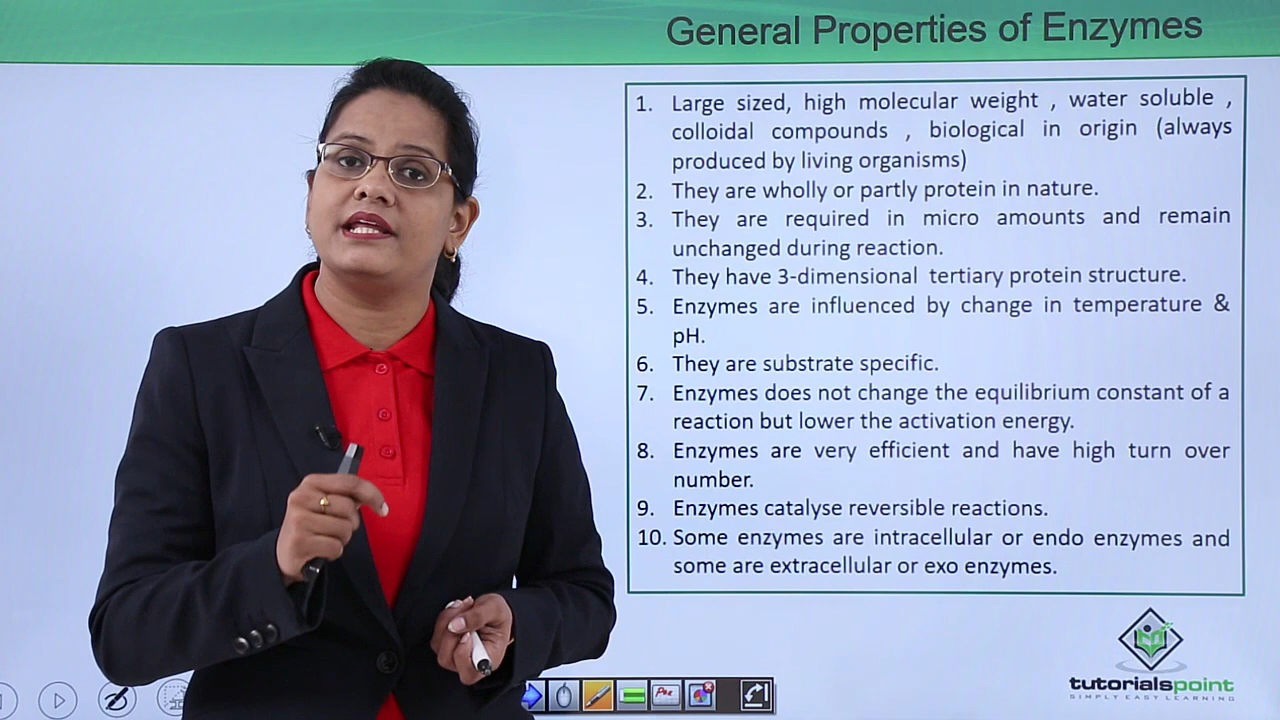 General Properties of Enzymes
1. Large sized, high molecular weight , water soluble ,
colloidal compounds , biological in origin (always
produced by living organisms)
2. They are wholly or partly protein in nature.
3. They are required in micro amounts and remain
unchanged during reaction.
4. They have 3-dimensional tertiary protein structure.
5. Enzymes are influenced by change in temperature &
pH.
6. They are substrate specific.
7. Enzymes does not change the equilibrium constant of a
reaction but lower the activation energy.
8. Enzymes are very efficient and have high turn over
number.
9. Enzymes catalyse reversible reactions.
10. Some enzymes are intracellular or endo enzymes and
some are extracellular or exo enzymes.
tutorialspoint
SIMPLY EASY LEARNING